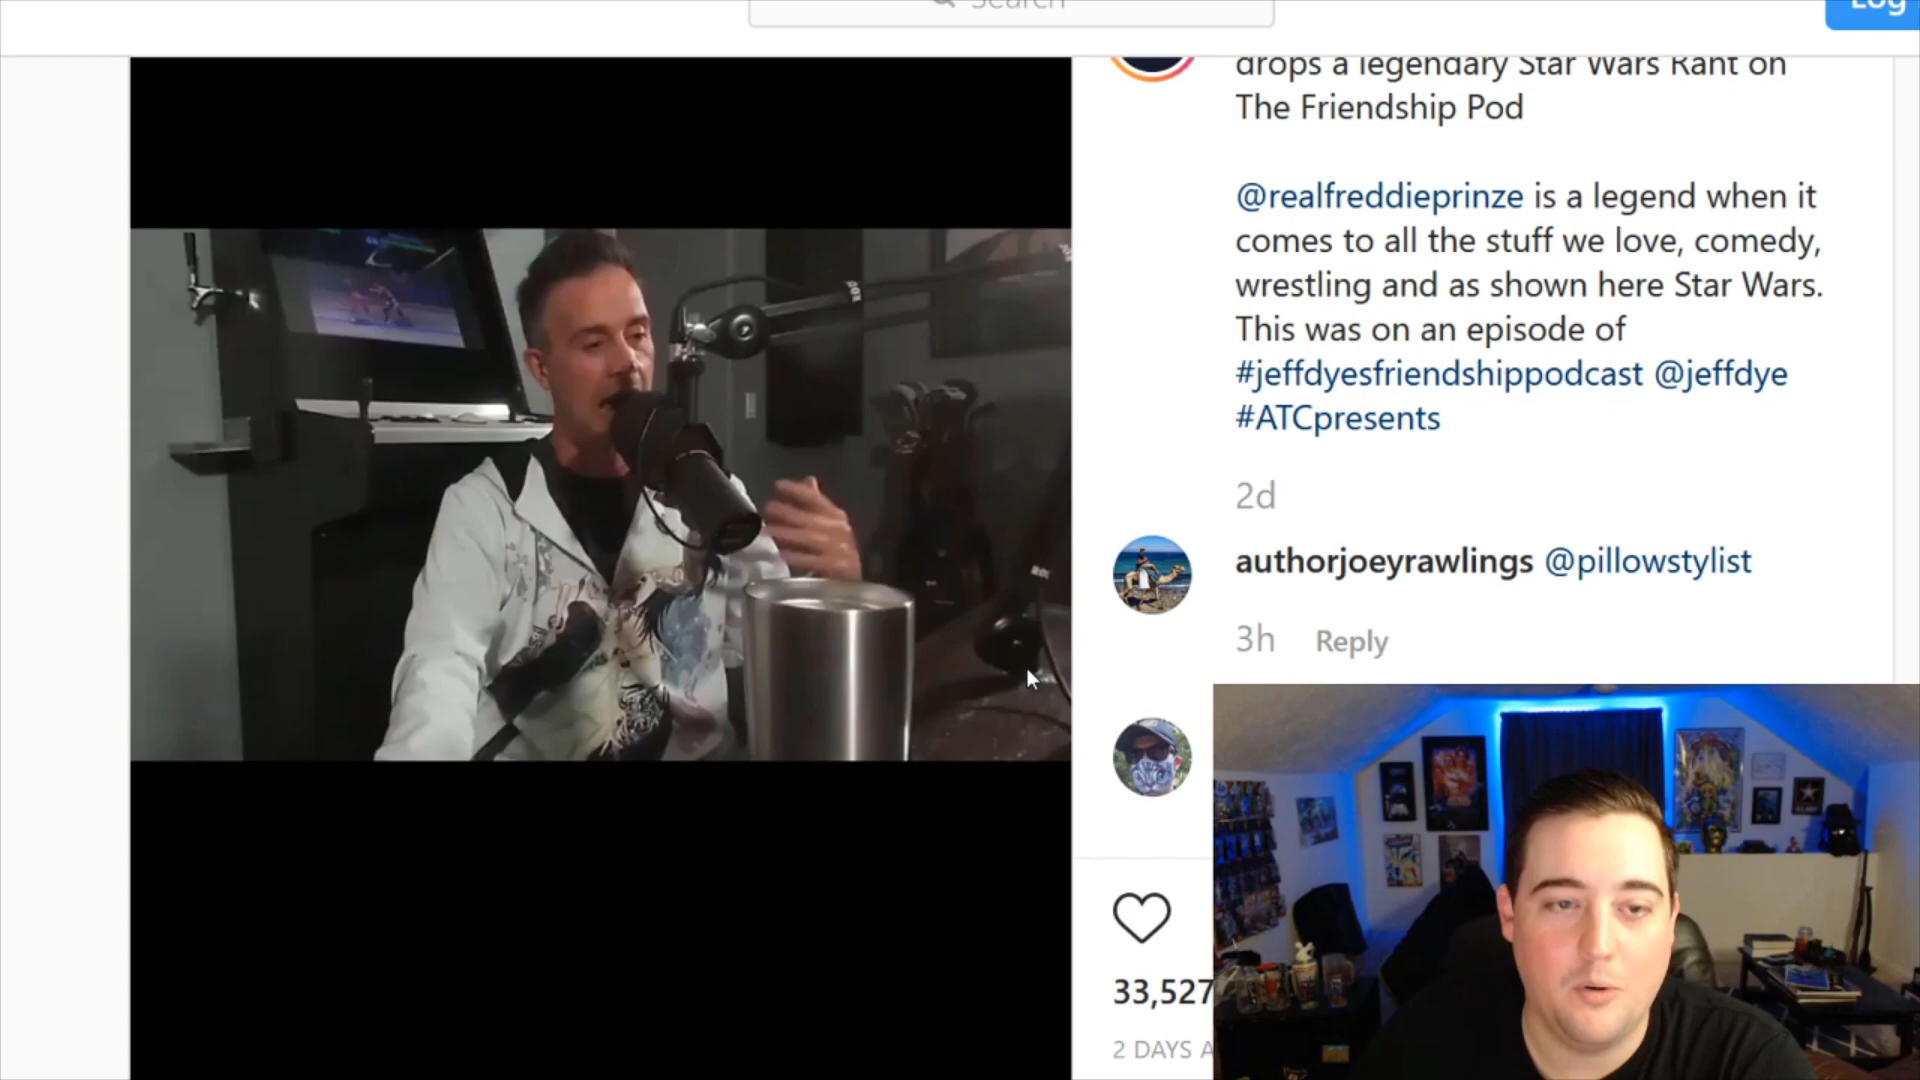 Search
Log
drops a legendary Star Wars Rant on
The Friendship Pod
@realfreddieprinze is a legend when it
comes to all the stuff we love, comedy,
wrestling and as shown here Star Wars.
This was on an episode of
#jeffdyesfriendshippodcast @jeffdye
#ATCpresents
2d
authorjoeyrawlings @pillowstylist
3h Reply
33,527
2 DAYS A